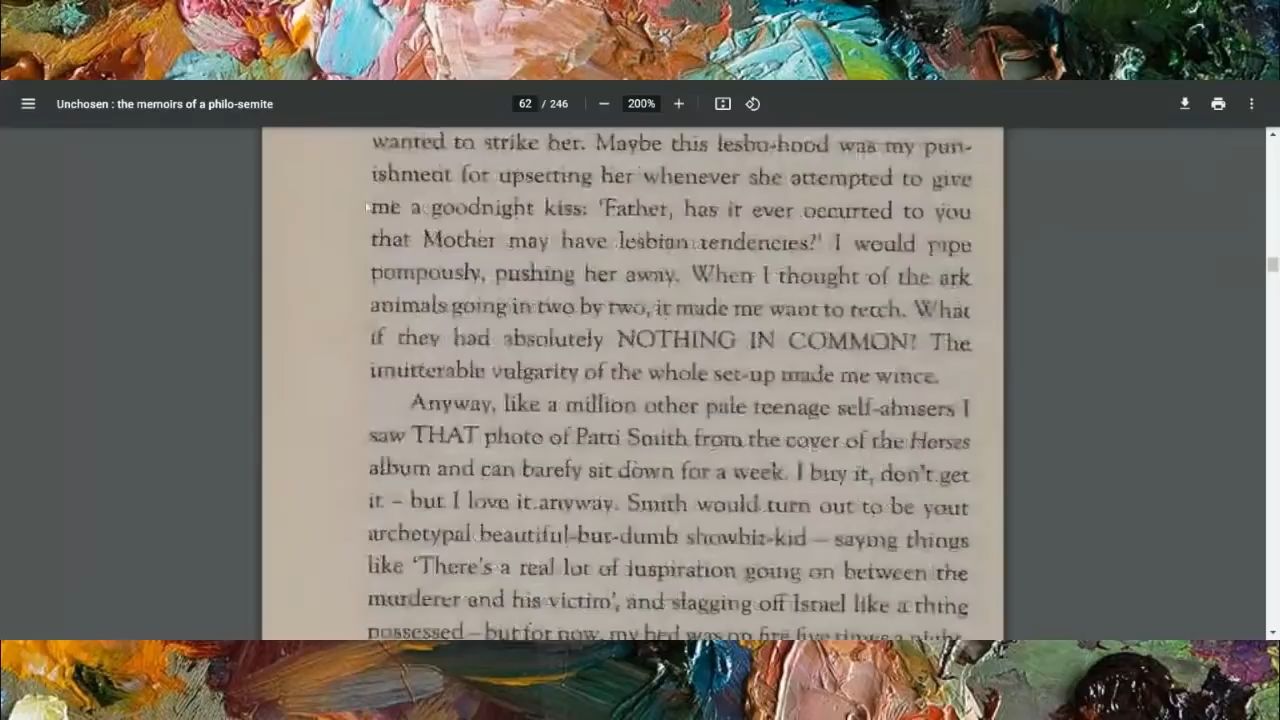 Unchosen : the memoirs of a philo-semite
62 / 246
200%
wanted to strike her. Maybe this lesbo-hood was my pun-
ishment for upsetting her whenever she attempted to give
me a goodnight kiss: 'Father, has it ever occurred to you
that Mother may have lesbian tendencies?' I would pipe
pompously, pushing her away. When I thought of the ark
animals going in two by two, it made me want to retch. What
if they had absolutely NOTHING IN COMMON? The
unutterable vulgarity of the whole set-up made me wince.
Anyway, like a million other pale teenage self-abusers I
saw THAT photo of Patti Smith from the cover of the Horses
album and can barely sit down for a week. I buy it, don't get
it – but I love it anyway. Smith would turn out to be your
archetypal beautiful-but-dumb showbiz-kid – saying things
like 'There's a real lot of inspiration going on between the
murderer and his victim', and slagging off Israel like a thing
possessed – but for now, my bed was on fire five times a night.